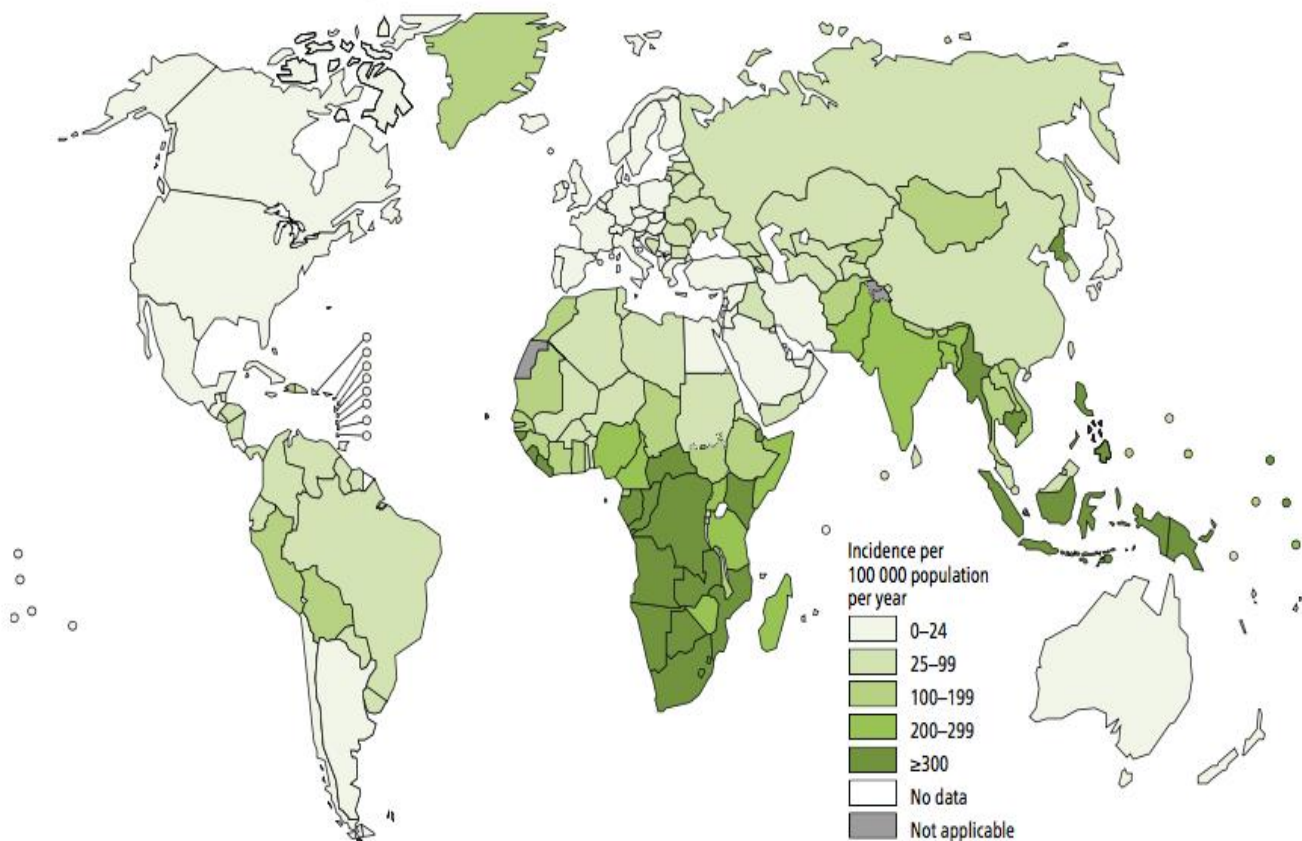 Incidence per
100 000 population
per year
0–24
25–99
100–199
200–299
≥300
No data
Not applicable